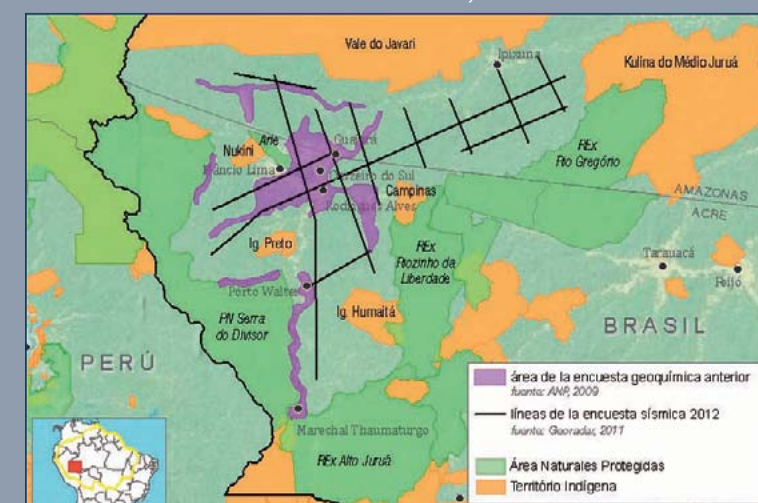 Vale do Javari
Ipixuna
Kulina do Médio Juruá
Nukini
Arie
Guajará
Mâncio Lima
Cruzeiro do Sul
Rodrigues Alves
Campinas
REx
Rio Gregório
AMAZONAS
ACRE
Ig. Preto
REx
Riozinho da
Liberdade
Tarauacá
Feijó
Porto Walter
Ig. Humaitá
PN Serra
do Divisor
BRASIL
PERÚ
Marechal Thaumaturgo
REx Alto Juruá
área de la encuesta geoquímica anterior
fuente: ANP, 2009
líneas de la encuesta sísmica 2012
fuente: Georadar, 2011
Área Naturales Protegidas
Território Indígena